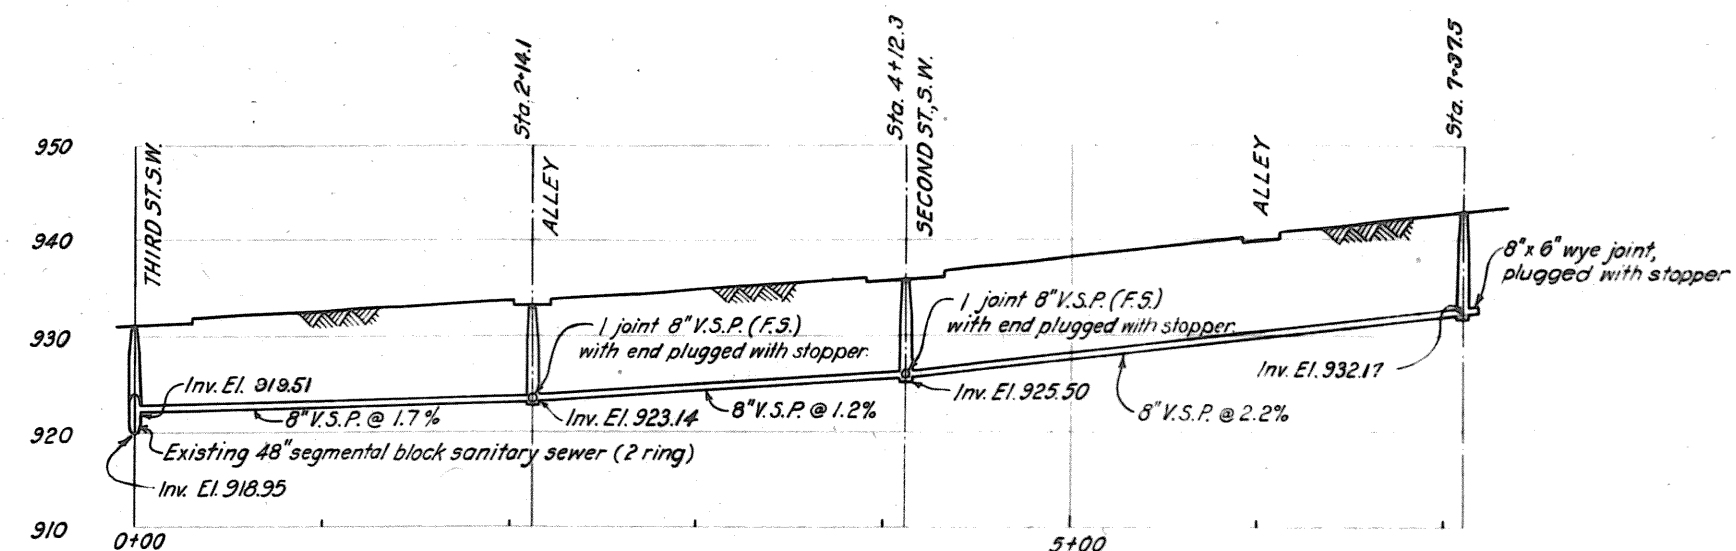 Sta. 2+14.1
Sta. 4+12.3
SECOND ST., S.W.
Sta. 7+37.5
950
THIRD ST. S.W.
ALLEY
ALLEY
940
8" x 6" wye joint,
plugged with stopper
930
1 joint 8" V.S.P. (F.S.)
with end plugged with stopper.
1 joint 8" V.S.P. (F.S.)
with end plugged with stopper.
Inv. El. 919.51
Inv. El. 932.17
8" V.S.P. @ 1.7%
Inv. El. 923.14
8" V.S.P. @ 1.2%
Inv. El. 925.50
8" V.S.P. @ 2.2%
920
Existing 48" segmental block sanitary sewer (2 ring)
Inv. El. 918.95
910
0+00
5+00